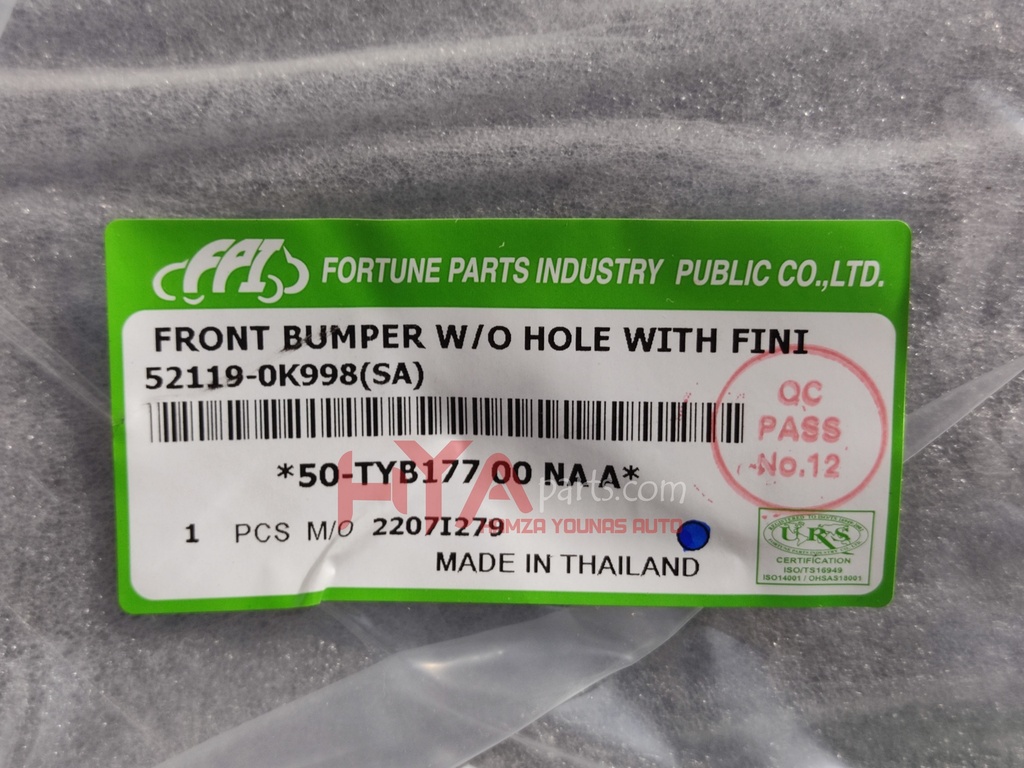 FPI FORTUNE PARTS INDUSTRY PUBLIC CO.,LTD.
FRONT BUMPER W/O HOLE WITH FINI
52119-0K998(SA)
QC
PASS
No.12
*50-TYB177 00 NA A*
HYAparts.com
HAMZA YOUNAS AUTO
1 PCS M/O 2207I279
MADE IN THAILAND
URS
CERTIFICATION
ISO/TS16949
ISO14001 / OHSAS18001